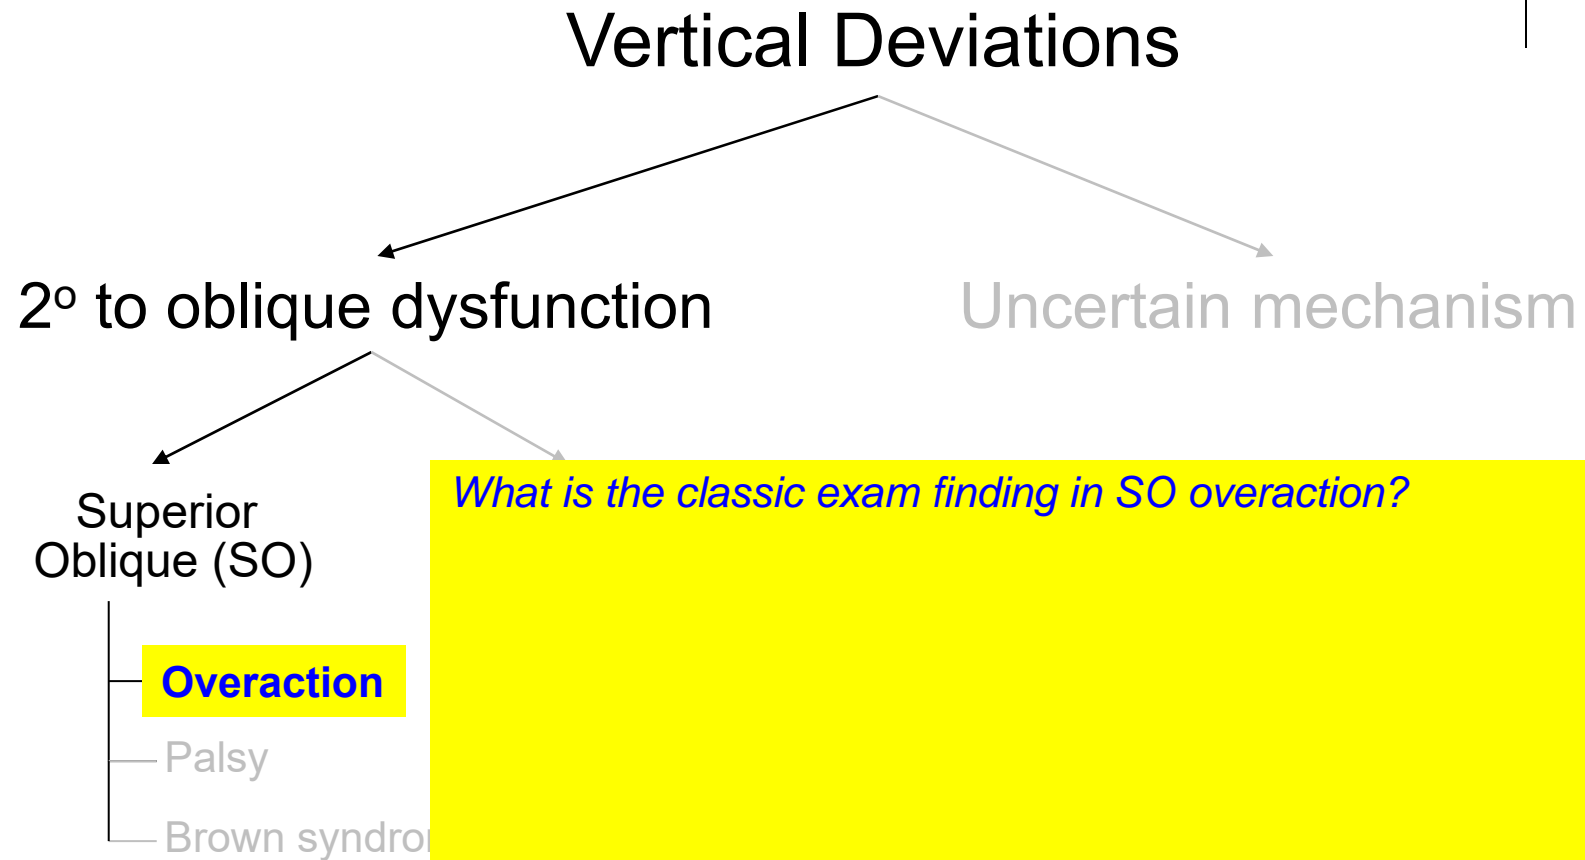 Vertical Deviations
2º to oblique dysfunction
Uncertain mechanism
Superior
Oblique (SO)
What is the classic exam finding in SO overaction?
Overaction
Palsy
Brown